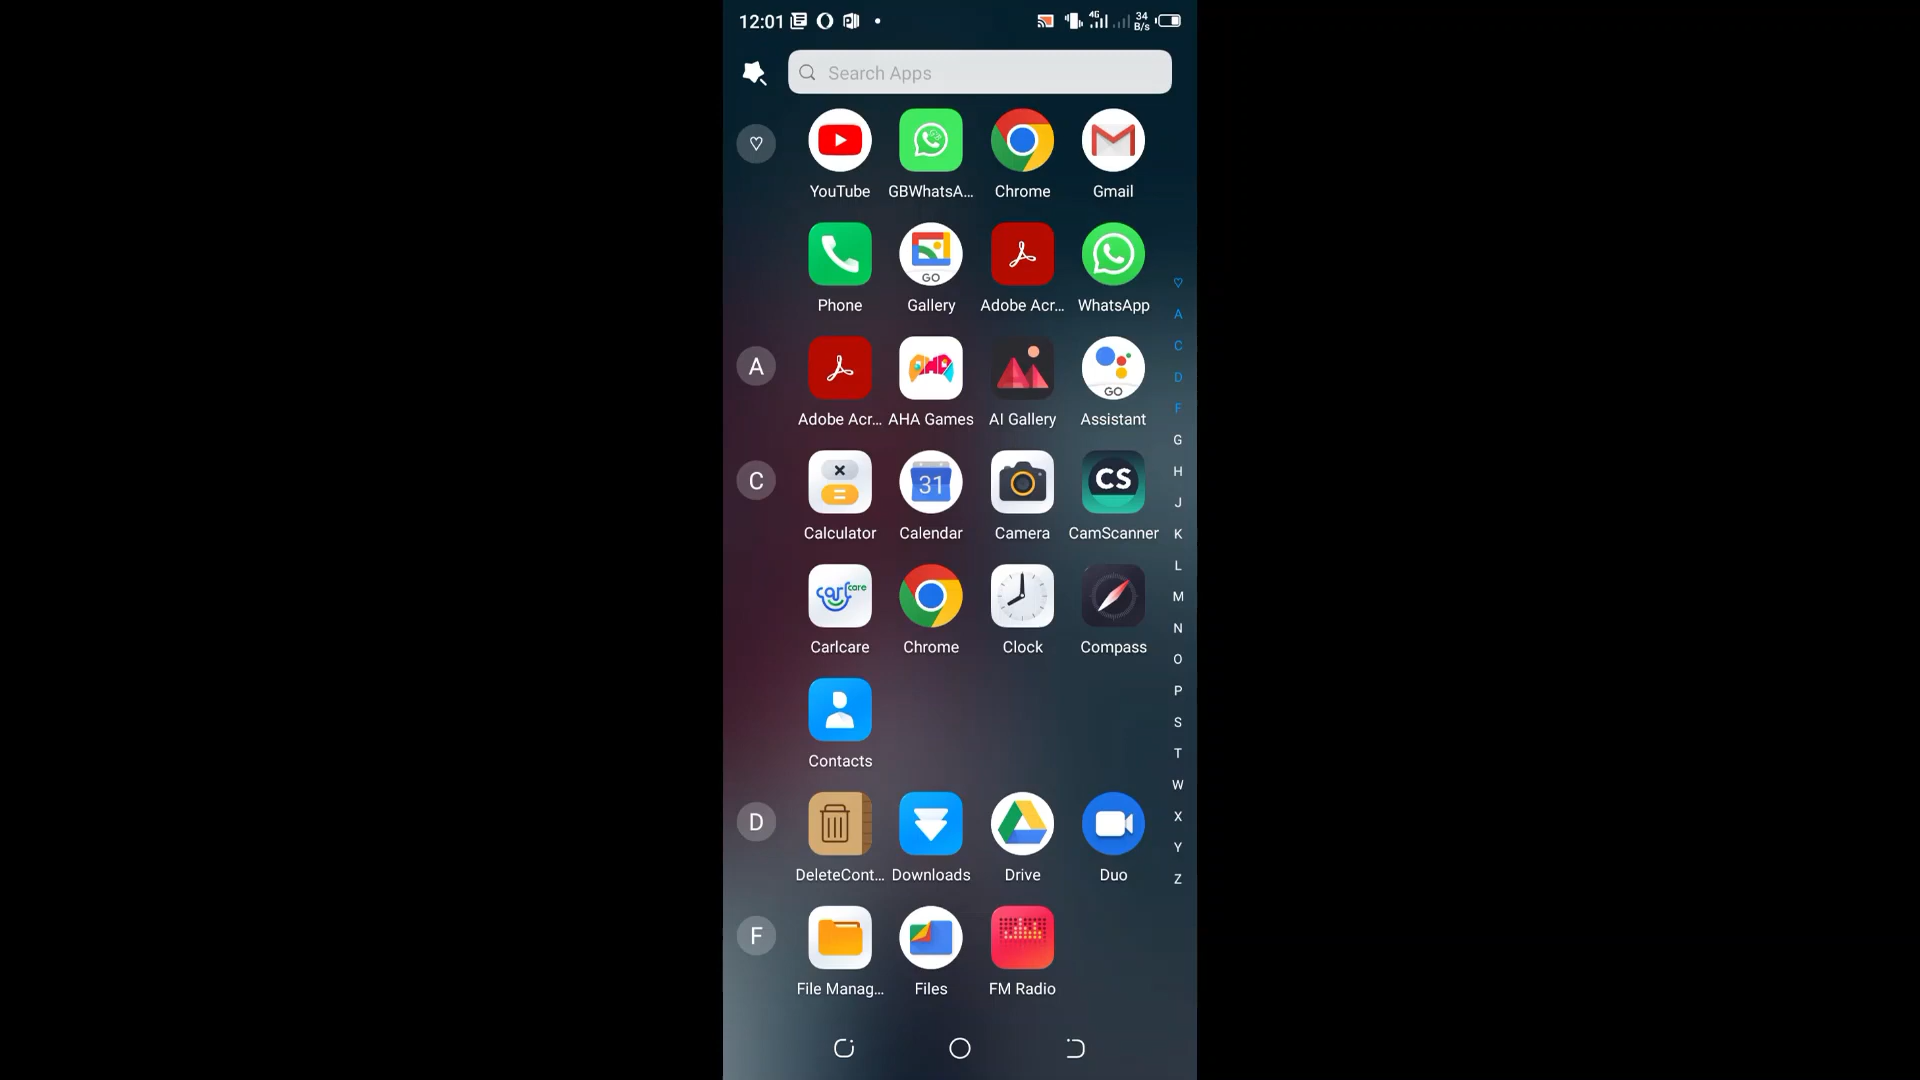 12:01 4G 34 B/s
Search Apps
YouTube GBWhatsA... Chrome Gmail
GO
Phone Gallery Adobe Acr... WhatsApp
A GO
Adobe Acr... AHA Games AI Gallery Assistant
C 31 CS
Calculator Calendar Camera CamScanner
carlcare
Carlcare Chrome Clock Compass
Contacts
D
DeleteCont... Downloads Drive Duo
F
File Manag... Files FM Radio
A
C
D
F
G
H
J
K
L
M
N
O
P
S
T
W
X
Y
Z